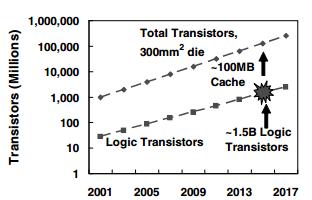 Transistors (Millions)
1,000,000
100,000
10,000
1,000
100
10
1
Total Transistors,
300mm² die
~100MB
Cache
Logic Transistors
~1.5B Logic
Transistors
2001 2005 2009 2013 2017